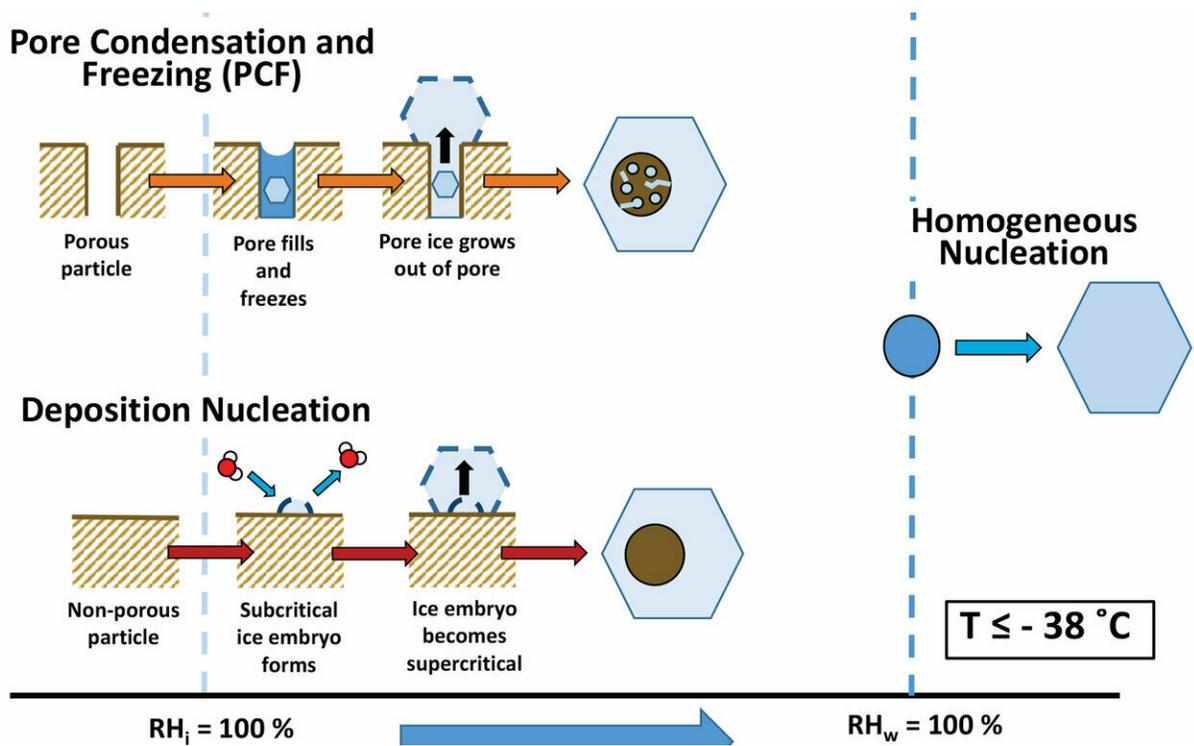 Pore Condensation and
Freezing (PCF)
Porous
particle
Pore fills
and
freezes
Pore ice grows
out of pore
Homogeneous
Nucleation
Deposition Nucleation
Non-porous
particle
Subcritical
ice embryo
forms
Ice embryo
becomes
supercritical
T ≤ - 38 ˚C
RHi = 100 %
RHw = 100 %